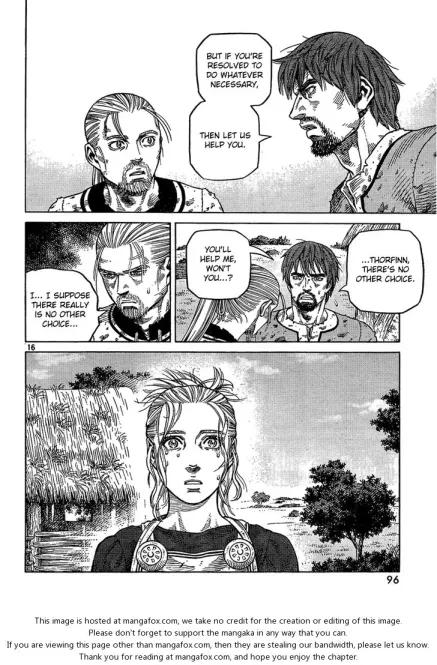 BUT IF YOU'RE
RESOLVED TO
DO WHATEVER
NECESSARY,
THEN LET US
HELP YOU.
...THORFINN,
THERE'S NO
OTHER CHOICE.
YOU'LL
HELP ME,
WON'T
YOU...?
I... I SUPPOSE
THERE REALLY
IS NO OTHER
CHOICE...
16
96
This image is hosted at mangafox.com, we take no credit for the creation or editing of this image.
Please don't forget to support the mangaka in any way that you can.
If you are viewing this page other than mangafox.com, then they are stealing our bandwidth, please let us know.
Thank you for reading at mangafox.com, and hope you enjoy the chapter.